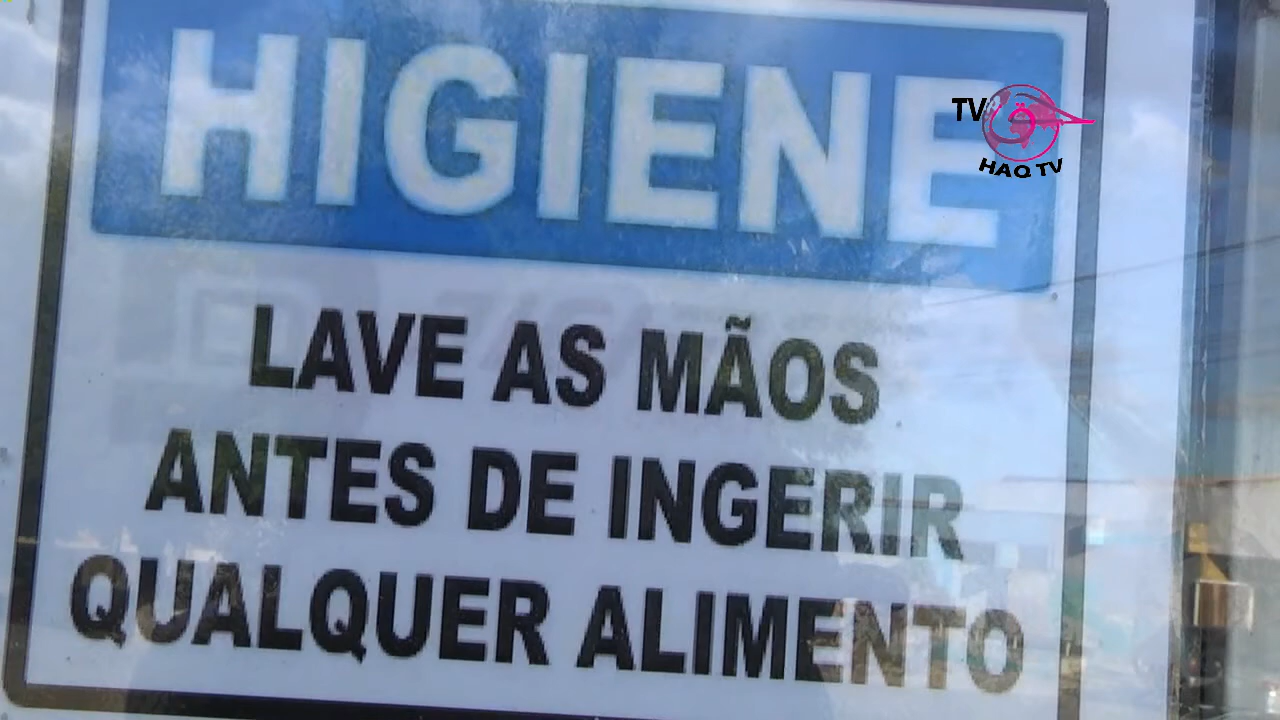 HIGIENE
TV
HAQ TV
LAVE AS MÃOS
ANTES DE INGERIR
QUALQUER ALIMENTO